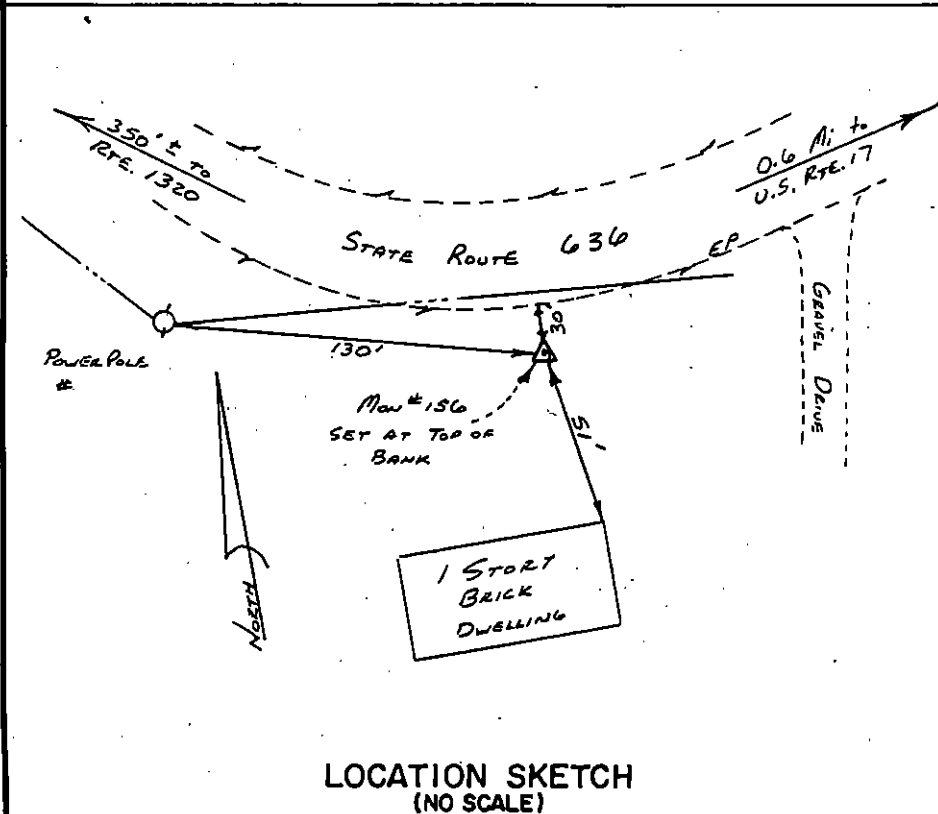 350' ± to
RTE. 1320
0.6 Mi to
U.S. RTE. 17
STATE ROUTE 636
EP
GRAVEL DRIVE
30'
130'
POWER POLE
#
MON # 156
SET AT TOP OF
BANK
51'
NORTH
1 STORY
BRICK
DWELLING
LOCATION SKETCH
(NO SCALE)